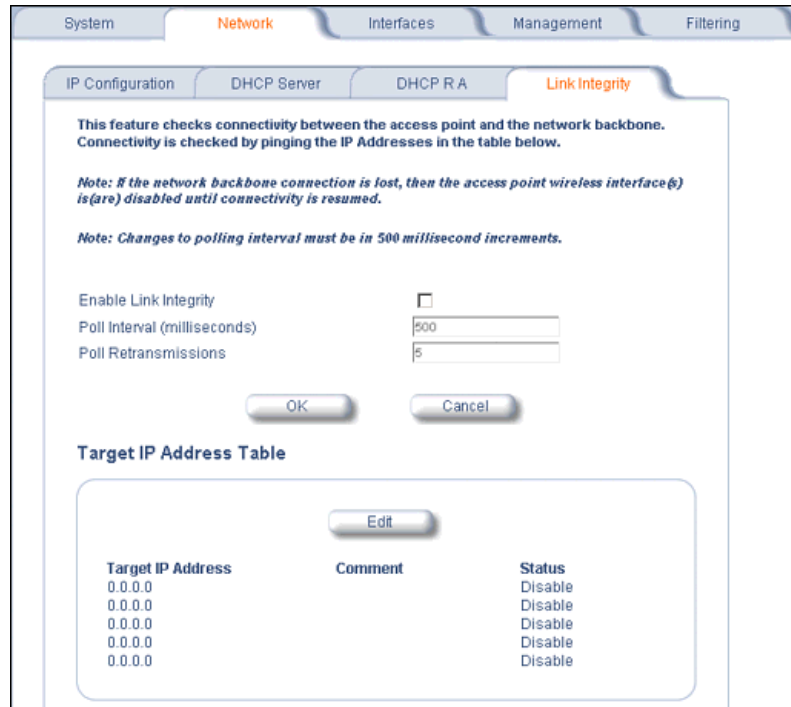 System Network Interfaces Management Filtering
IP Configuration DHCP Server DHCP R A Link Integrity
This feature checks connectivity between the access point and the network backbone.
Connectivity is checked by pinging the IP Addresses in the table below.
Note: If the network backbone connection is lost, then the access point wireless interface(s)
is(are) disabled until connectivity is resumed.
Note: Changes to polling interval must be in 500 millisecond increments.
Enable Link Integrity
Poll Interval (milliseconds) 500
Poll Retransmissions 5
OK Cancel
Target IP Address Table
Edit
Target IP Address Comment Status
0.0.0.0 Disable
0.0.0.0 Disable
0.0.0.0 Disable
0.0.0.0 Disable
0.0.0.0 Disable